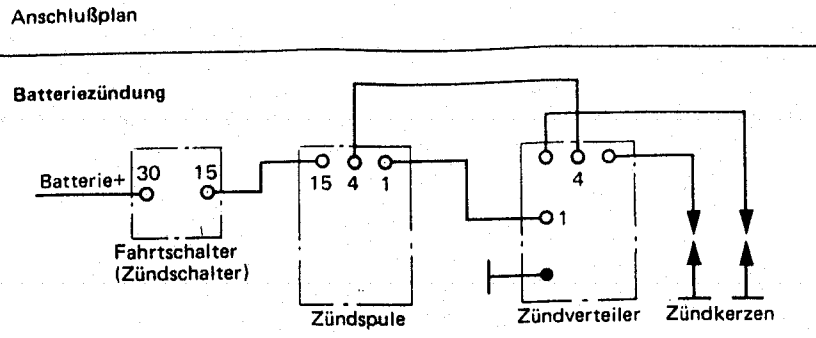 Anschlußplan
Batteriezündung
Batterie+
30
15
15
4
1
4
1
Fahrtschalter
(Zündschalter)
Zündspule
Zündverteiler
Zündkerzen